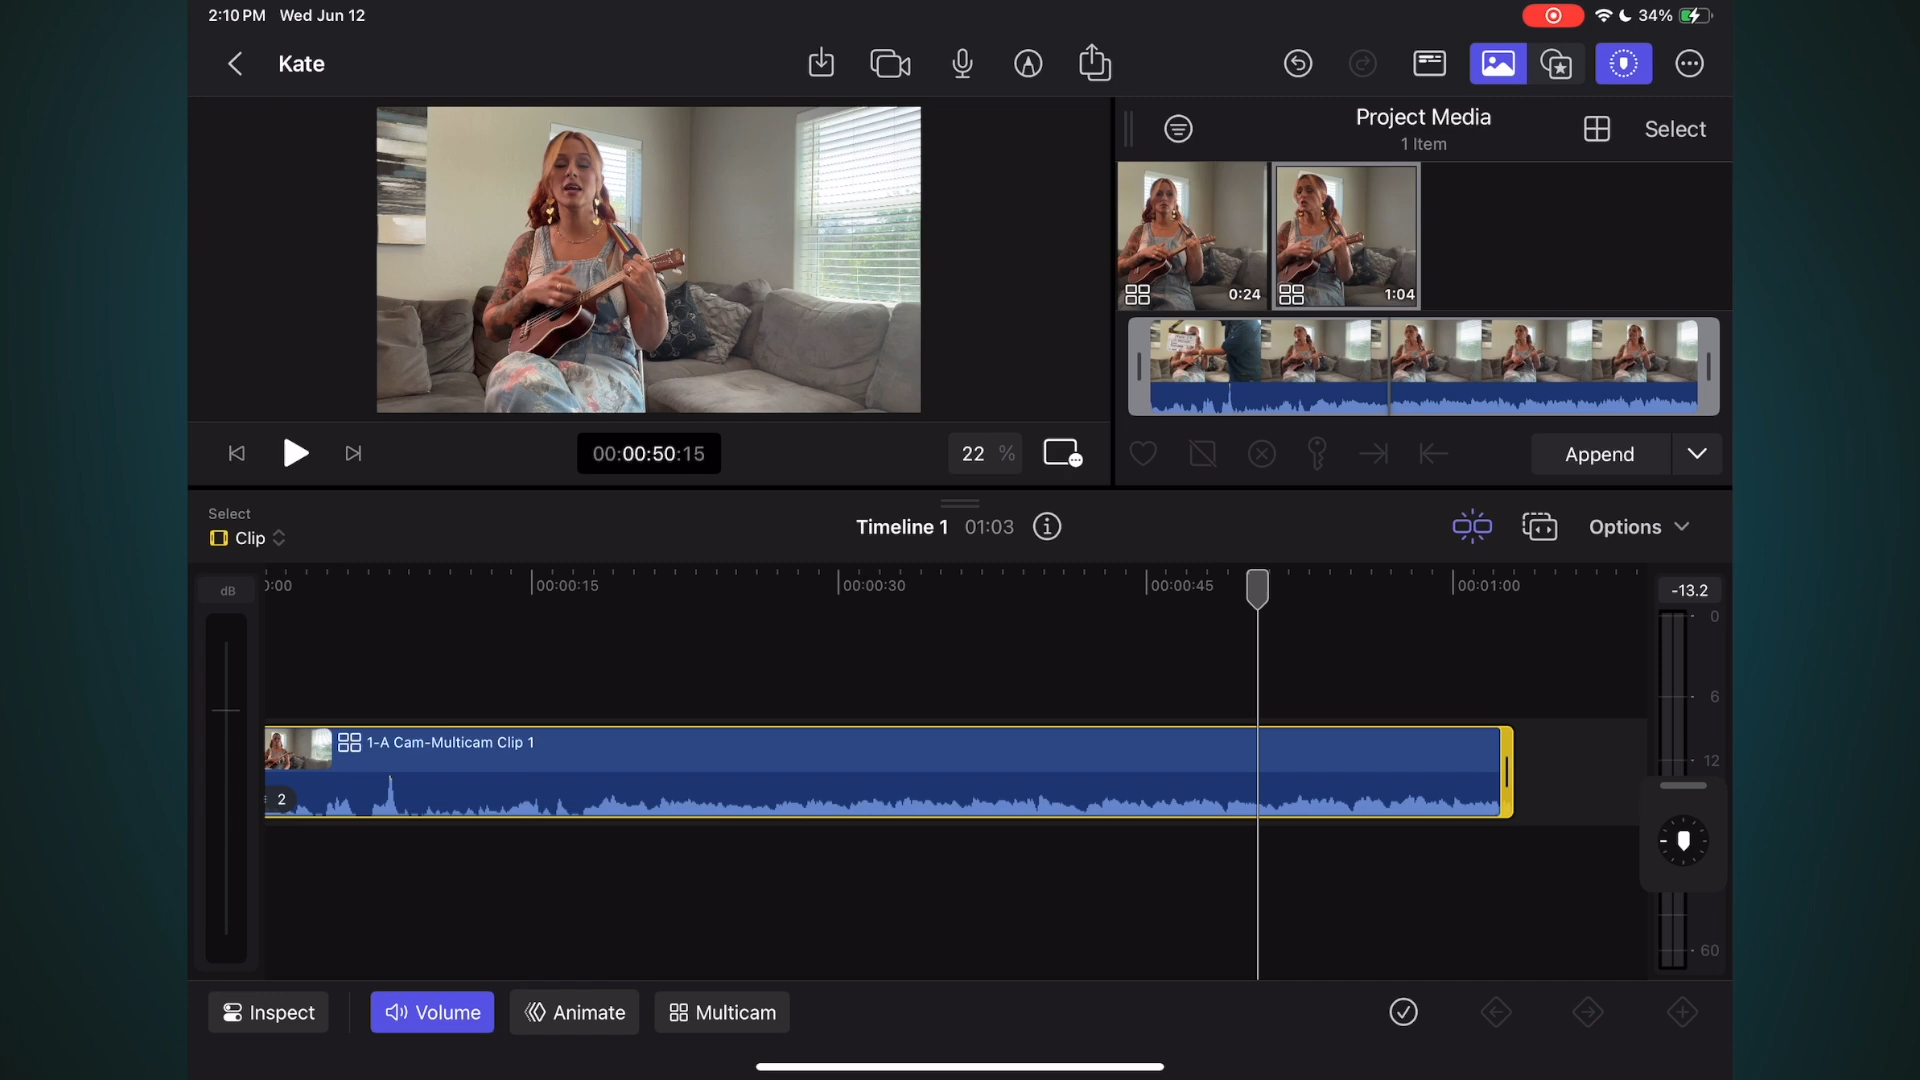 2:10 PM Wed Jun 12
34%
Kate
Project Media
1 Item
Select
0:24
1:04
00:00:50:15
22 %
Append
Select
Clip
Timeline 1 01:03
Options
dB
0:00
00:00:15
00:00:30
00:00:45
00:01:00
-13.2
0
6
12
60
1-A Cam-Multicam Clip 1
2
Inspect
Volume
Animate
Multicam